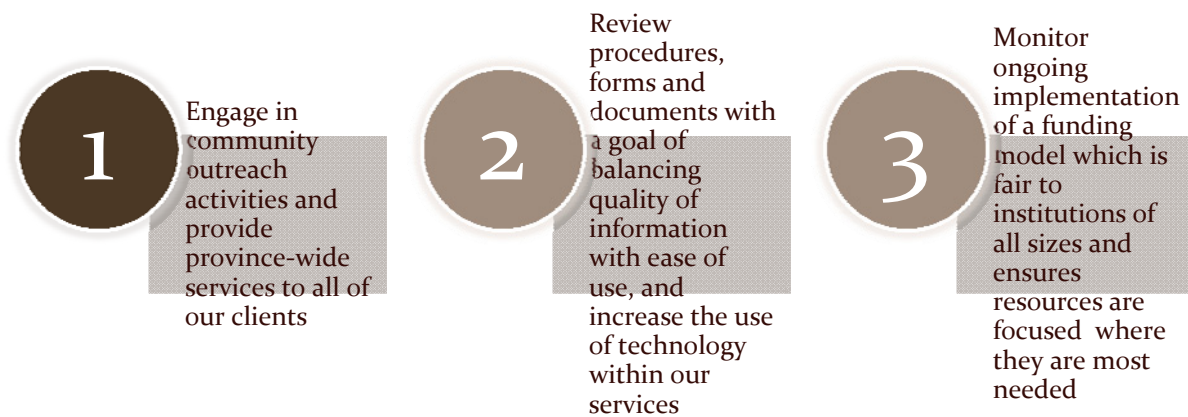 1
Engage in
community
outreach
activities and
provide
province-wide
services to all of
our clients
2
Review
procedures,
forms and
documents with
a goal of
balancing
quality of
information
with ease of
use, and
increase the use
of technology
within our
services
3
Monitor
ongoing
implementation
of a funding
model which is
fair to
institutions of
all sizes and
ensures
resources are
focused  where
they are most
needed